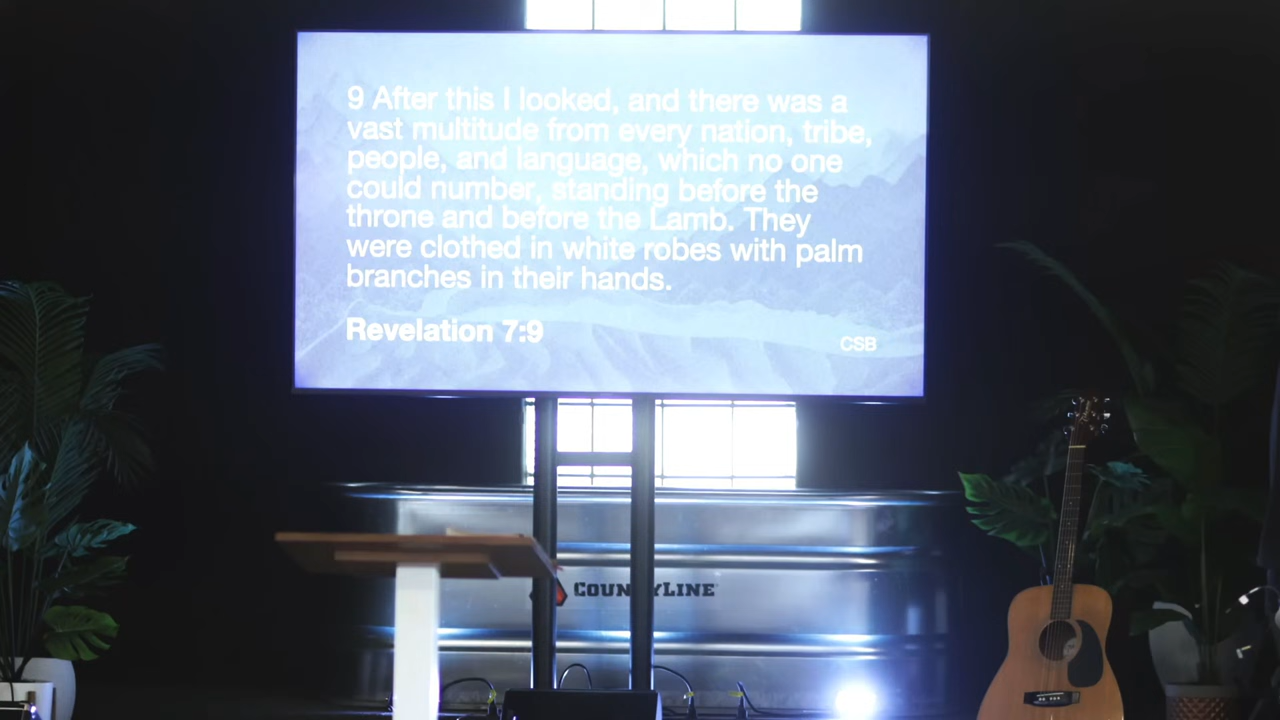 9 After this I looked, and there was a
vast multitude from every nation, tribe,
people, and language, which no one
could number, standing before the
throne and before the Lamb. They
were clothed in white robes with palm
branches in their hands.
Revelation 7:9
CSB